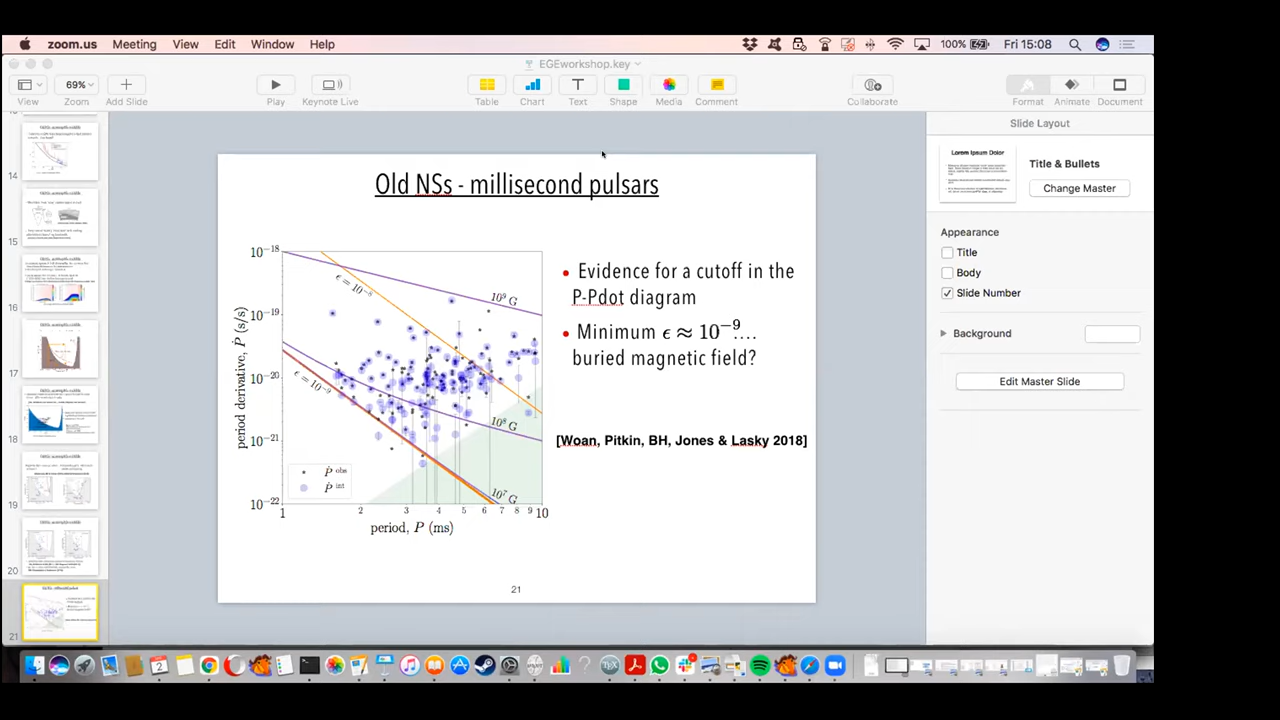 zoom.us Meeting View Edit Window Help 100% Fri 15:08
EGEworkshop.key
69%
View Zoom Add Slide Play Keynote Live Table Chart Text Shape Media Comment Collaborate Format Animate Document
14
15
16
17
18
19
20
21
Old NSs - millisecond pulsars
10⁻¹⁸
10⁻¹⁹
10⁻²⁰
10⁻²¹
10⁻²²
period derivative, Ṗ (s/s)
ϵ = 10⁻⁸
10⁹ G
ϵ = 10⁻⁹
10⁸ G
10⁷ G
Ṗ obs
Ṗ int
1 2 3 4 5 6 7 8 9 10
period, P (ms)
• Evidence for a cutoff in the
P-Pdot diagram
• Minimum ϵ ≈ 10⁻⁹....
buried magnetic field?
[Woan, Pitkin, BH, Jones & Lasky 2018]
Slide Layout
Lorem Ipsum Dolor
Title & Bullets
Change Master
Appearance
Title
Body
Slide Number
Background
Edit Master Slide